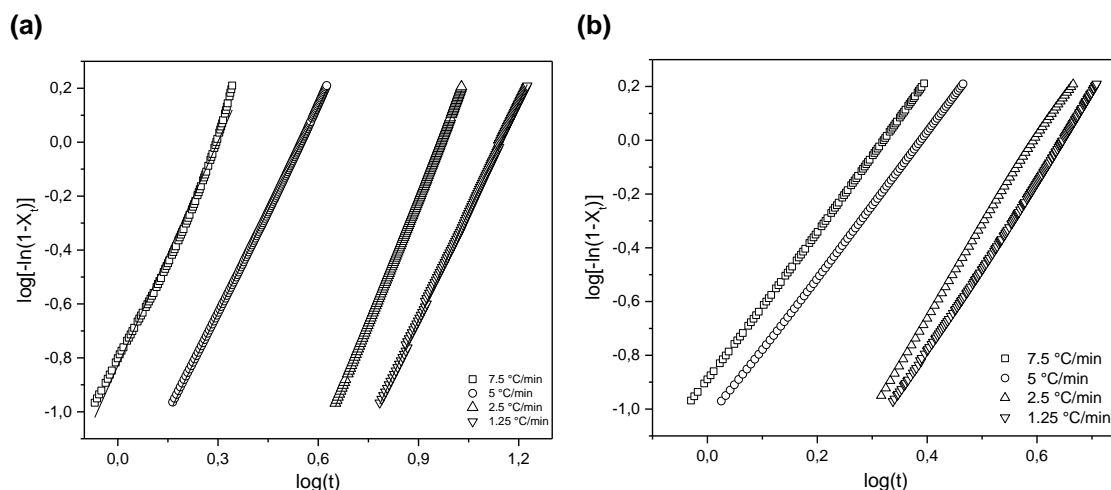 (a)
0,2
0,0
-0,2
-0,4
-0,6
-0,8
-1,0
log[-ln(1-Xt)]
7.5 °C/min
5 °C/min
2.5 °C/min
1.25 °C/min
0,0 0,3 0,6 0,9 1,2
log(t)
(b)
0,2
0,0
-0,2
-0,4
-0,6
-0,8
-1,0
log[-ln(1-Xt)]
7.5 °C/min
5 °C/min
2.5 °C/min
1.25 °C/min
0,0 0,2 0,4 0,6
log(t)